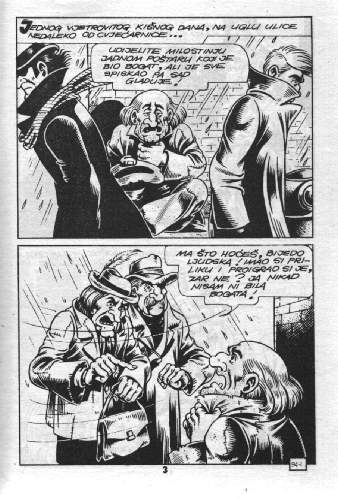 JEDNOG VJETROVITOG KIŠNOG DANA, NA UGLU ULICE
NEDALEKO OD CVJEĆARNICE...
UDIJELITE MILOSTINJU
JADNOM POŠTARU KOJI JE
BIO BOGAT, ALI JE SVE
SPISKAO PA SAD
GLADUJE!
MA ŠTO HOĆEŠ, BIJEDO
LJUDSKA! IMAO SI PRI-
LIKU I PROIGRAO SI JE,
ZAR NE? JA NIKAD
NISAM NI BILA
BOGATA!
3